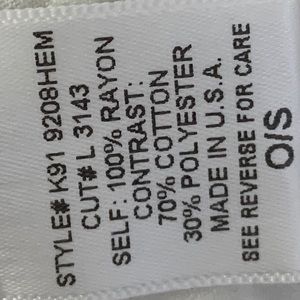 STYLE# K91 9208HEM
CUT# L 3143
SELF: 100% RAYON
CONTRAST:
70% COTTON
30% POLYESTER
MADE IN U.S.A.
SEE REVERSE FOR CARE
O/S